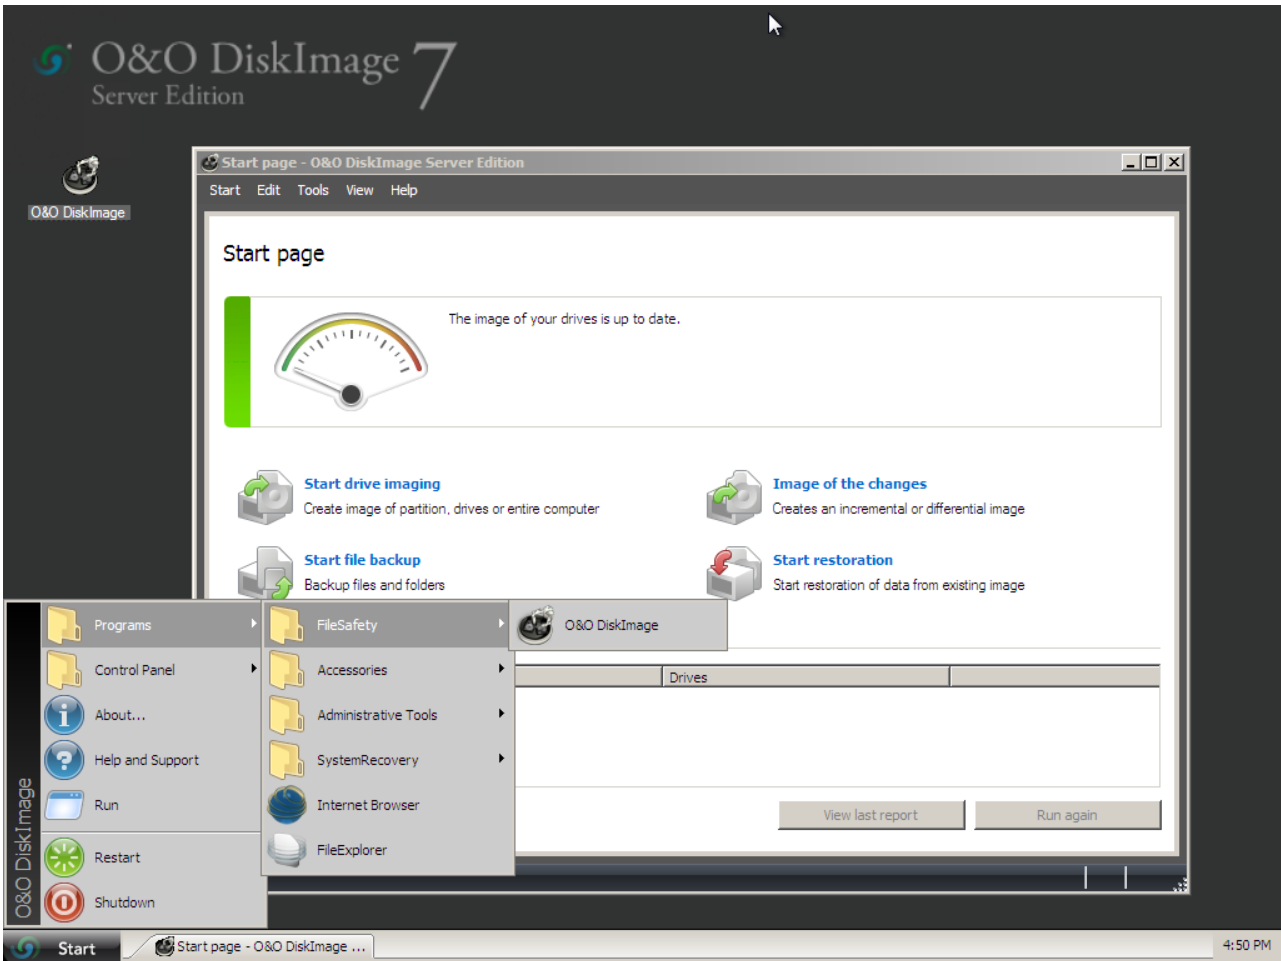 O&O DiskImage 7
Server Edition
O&O DiskImage
Start page - O&O DiskImage Server Edition
Start Edit Tools View Help
Start page
The image of your drives is up to date.
Start drive imaging
Create image of partition, drives or entire computer
Image of the changes
Creates an incremental or differential image
Start file backup
Backup files and folders
Start restoration
Start restoration of data from existing image
Drives
View last report
Run again
Programs
Control Panel
About...
Help and Support
Run
Restart
Shutdown
O&O DiskImage
FileSafety
Accessories
Administrative Tools
SystemRecovery
Internet Browser
FileExplorer
O&O DiskImage
Start
Start page - O&O DiskImage ...
4:50 PM